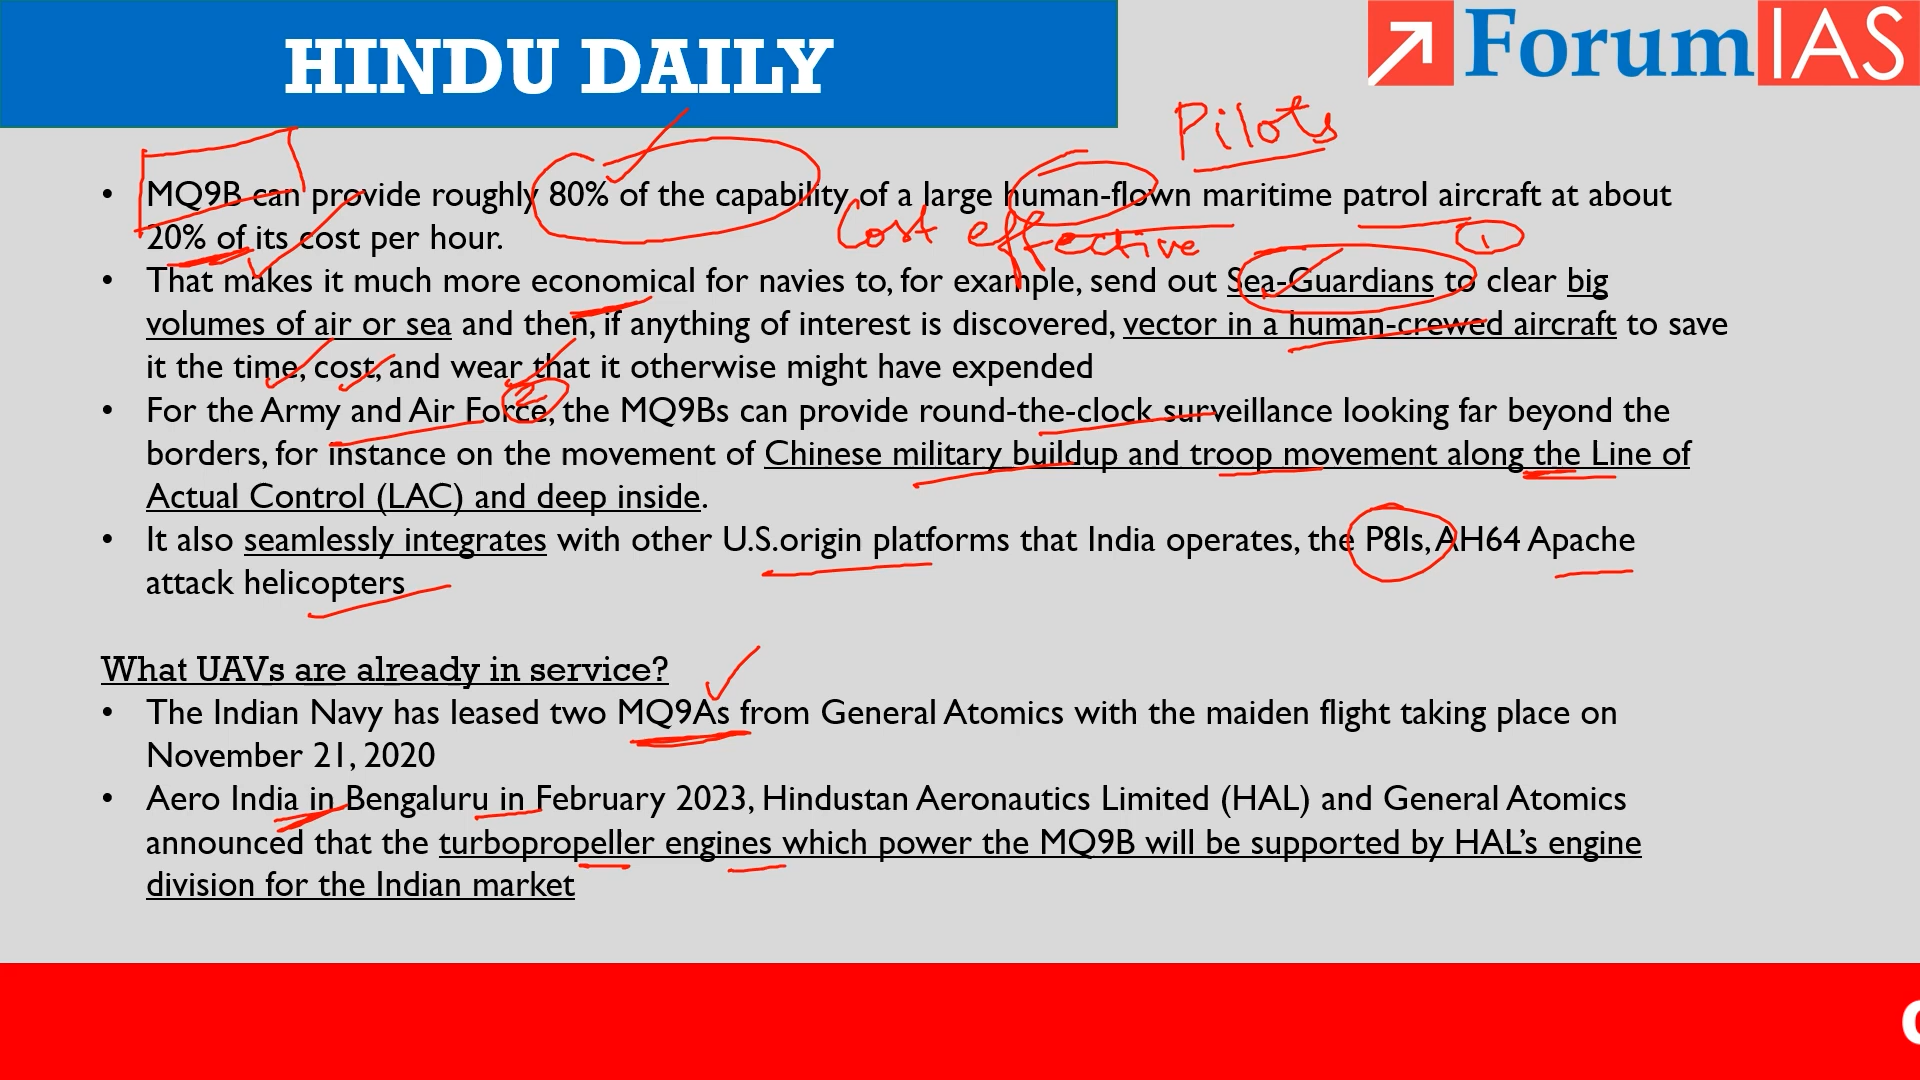 HINDU DAILY
Forum IAS
Pilots
• MQ9B can provide roughly 80% of the capability of a large human-flown maritime patrol aircraft at about
20% of its cost per hour.
Cost effective
1
• That makes it much more economical for navies to, for example, send out Sea-Guardians to clear big
volumes of air or sea and then, if anything of interest is discovered, vector in a human-crewed aircraft to save
it the time, cost, and wear that it otherwise might have expended
2
• For the Army and Air Force, the MQ9Bs can provide round-the-clock surveillance looking far beyond the
borders, for instance on the movement of Chinese military buildup and troop movement along the Line of
Actual Control (LAC) and deep inside.
• It also seamlessly integrates with other U.S.origin platforms that India operates, the P8Is, AH64 Apache
attack helicopters
What UAVs are already in service?
• The Indian Navy has leased two MQ9As from General Atomics with the maiden flight taking place on
November 21, 2020
• Aero India in Bengaluru in February 2023, Hindustan Aeronautics Limited (HAL) and General Atomics
announced that the turbopropeller engines which power the MQ9B will be supported by HAL's engine
division for the Indian market